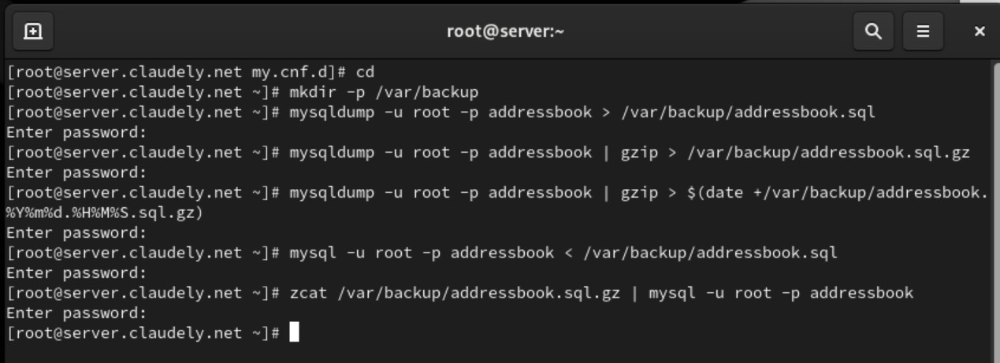 root@server:~
[root@server.claudely.net my.cnf.d]# cd
[root@server.claudely.net ~]# mkdir -p /var/backup
[root@server.claudely.net ~]# mysqldump -u root -p addressbook > /var/backup/addressbook.sql
Enter password:
[root@server.claudely.net ~]# mysqldump -u root -p addressbook | gzip > /var/backup/addressbook.sql.gz
Enter password:
[root@server.claudely.net ~]# mysqldump -u root -p addressbook | gzip > $(date +/var/backup/addressbook.
%Y%m%d.%H%M%S.sql.gz)
Enter password:
[root@server.claudely.net ~]# mysql -u root -p addressbook < /var/backup/addressbook.sql
Enter password:
[root@server.claudely.net ~]# zcat /var/backup/addressbook.sql.gz | mysql -u root -p addressbook
Enter password:
[root@server.claudely.net ~]#